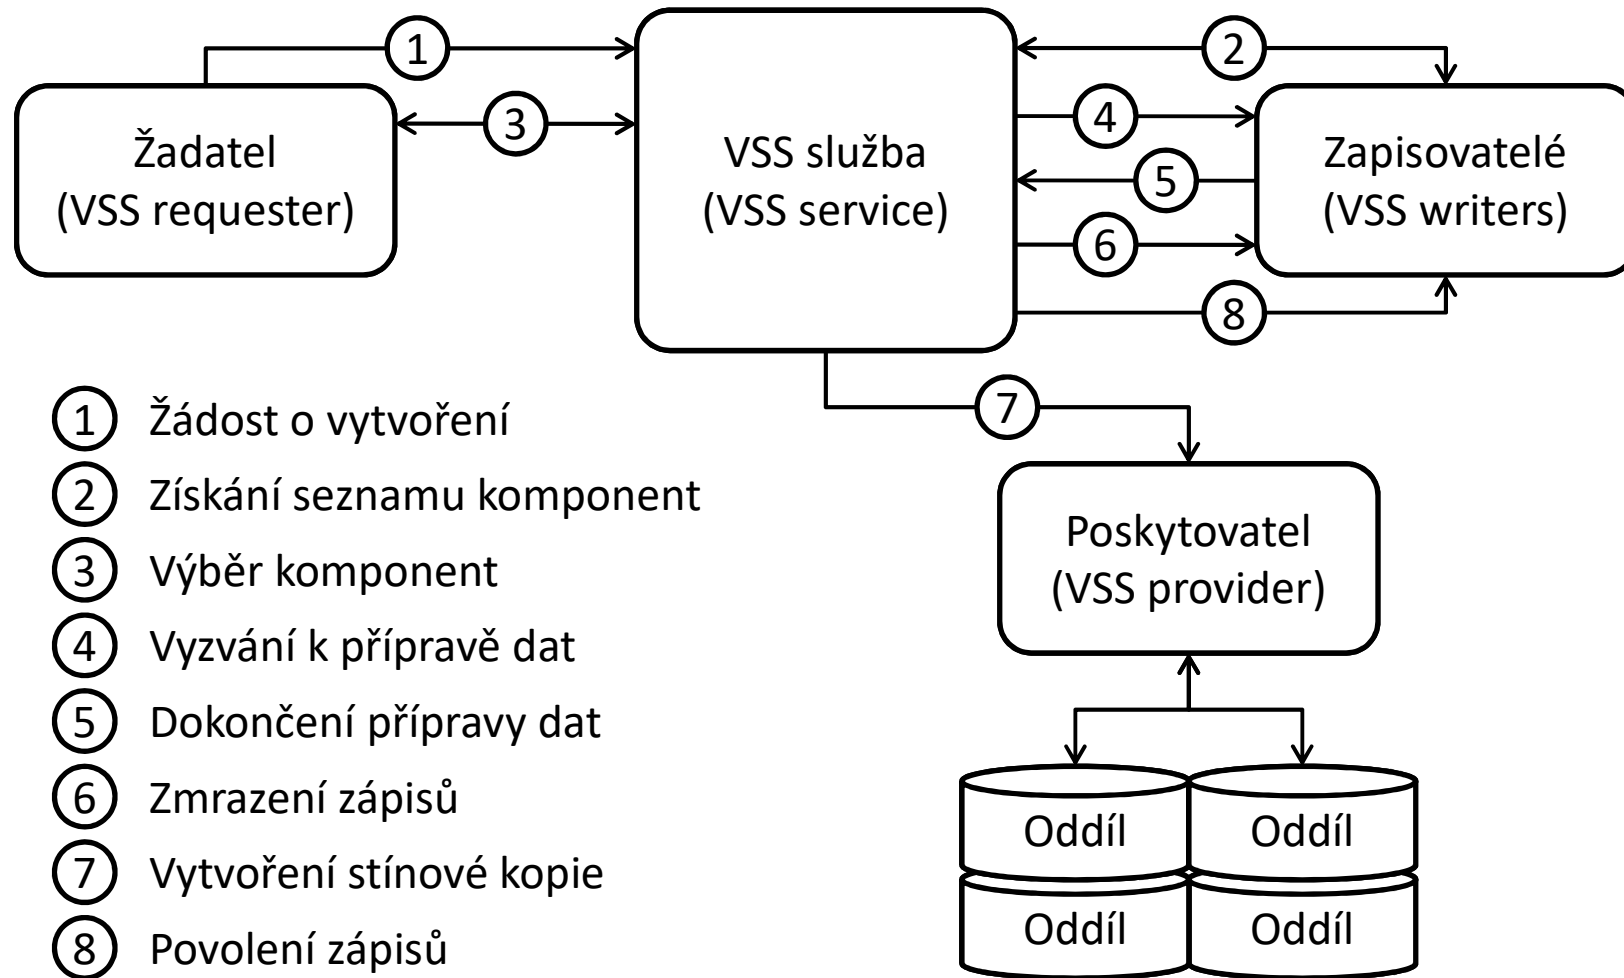 1
2
3
4
5
6
8
7
Žadatel
(VSS requester)
VSS služba
(VSS service)
Zapisovatelé
(VSS writers)
Poskytovatel
(VSS provider)
Oddíl
Oddíl
Oddíl
Oddíl
1 Žádost o vytvoření
2 Získání seznamu komponent
3 Výběr komponent
4 Vyzvání k přípravě dat
5 Dokončení přípravy dat
6 Zmrazení zápisů
7 Vytvoření stínové kopie
8 Povolení zápisů